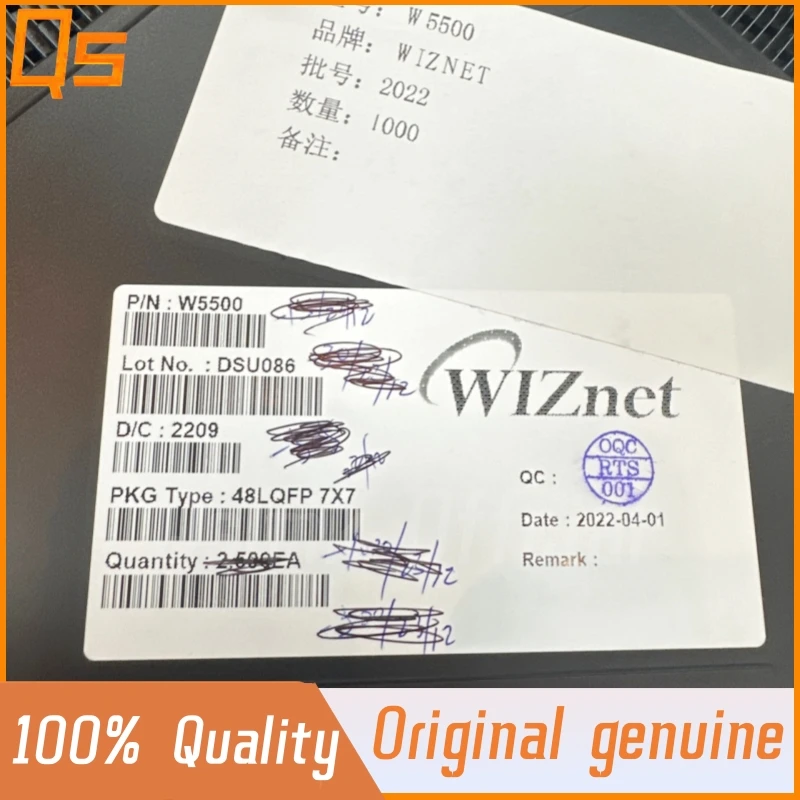 QS
号: W5500
品牌: WIZNET
批号: 2022
数量: 1000
备注:
P/N : W5500
Lot No. : DSU086
D/C : 2209
PKG Type : 48LQFP 7X7
Quantity : 2,500EA
WIZnet
QC :
OQC
RTS
001
Date : 2022-04-01
Remark :
100% Quality
Original genuine